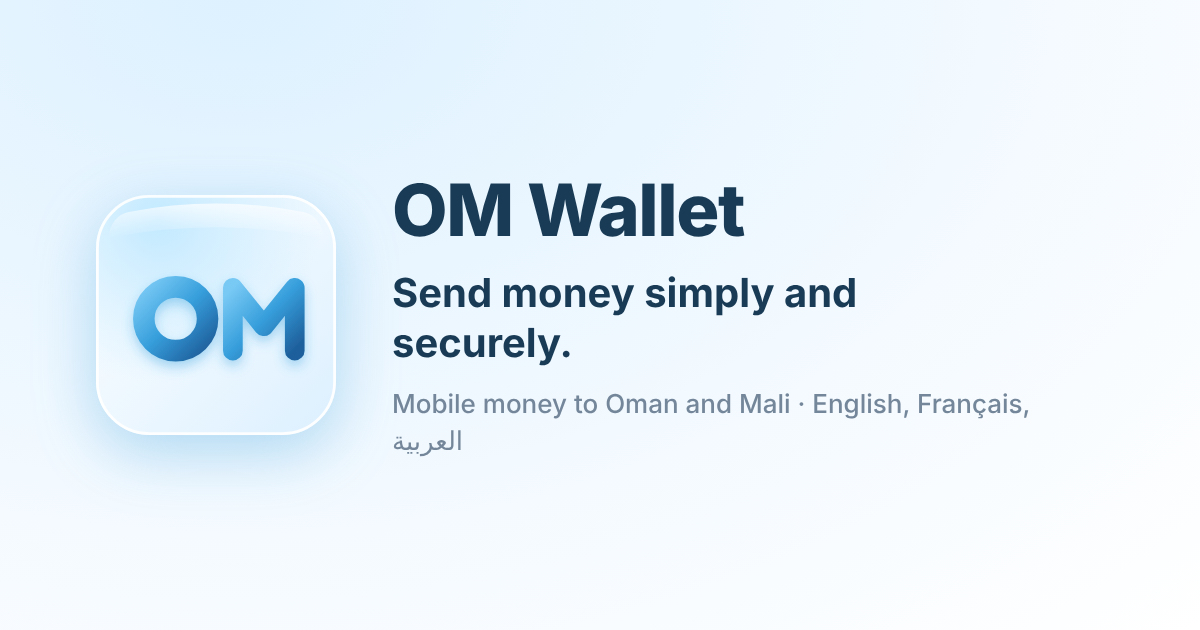 OM
OM Wallet
Send money simply and
securely.
Mobile money to Oman and Mali · English, Français,
العربية